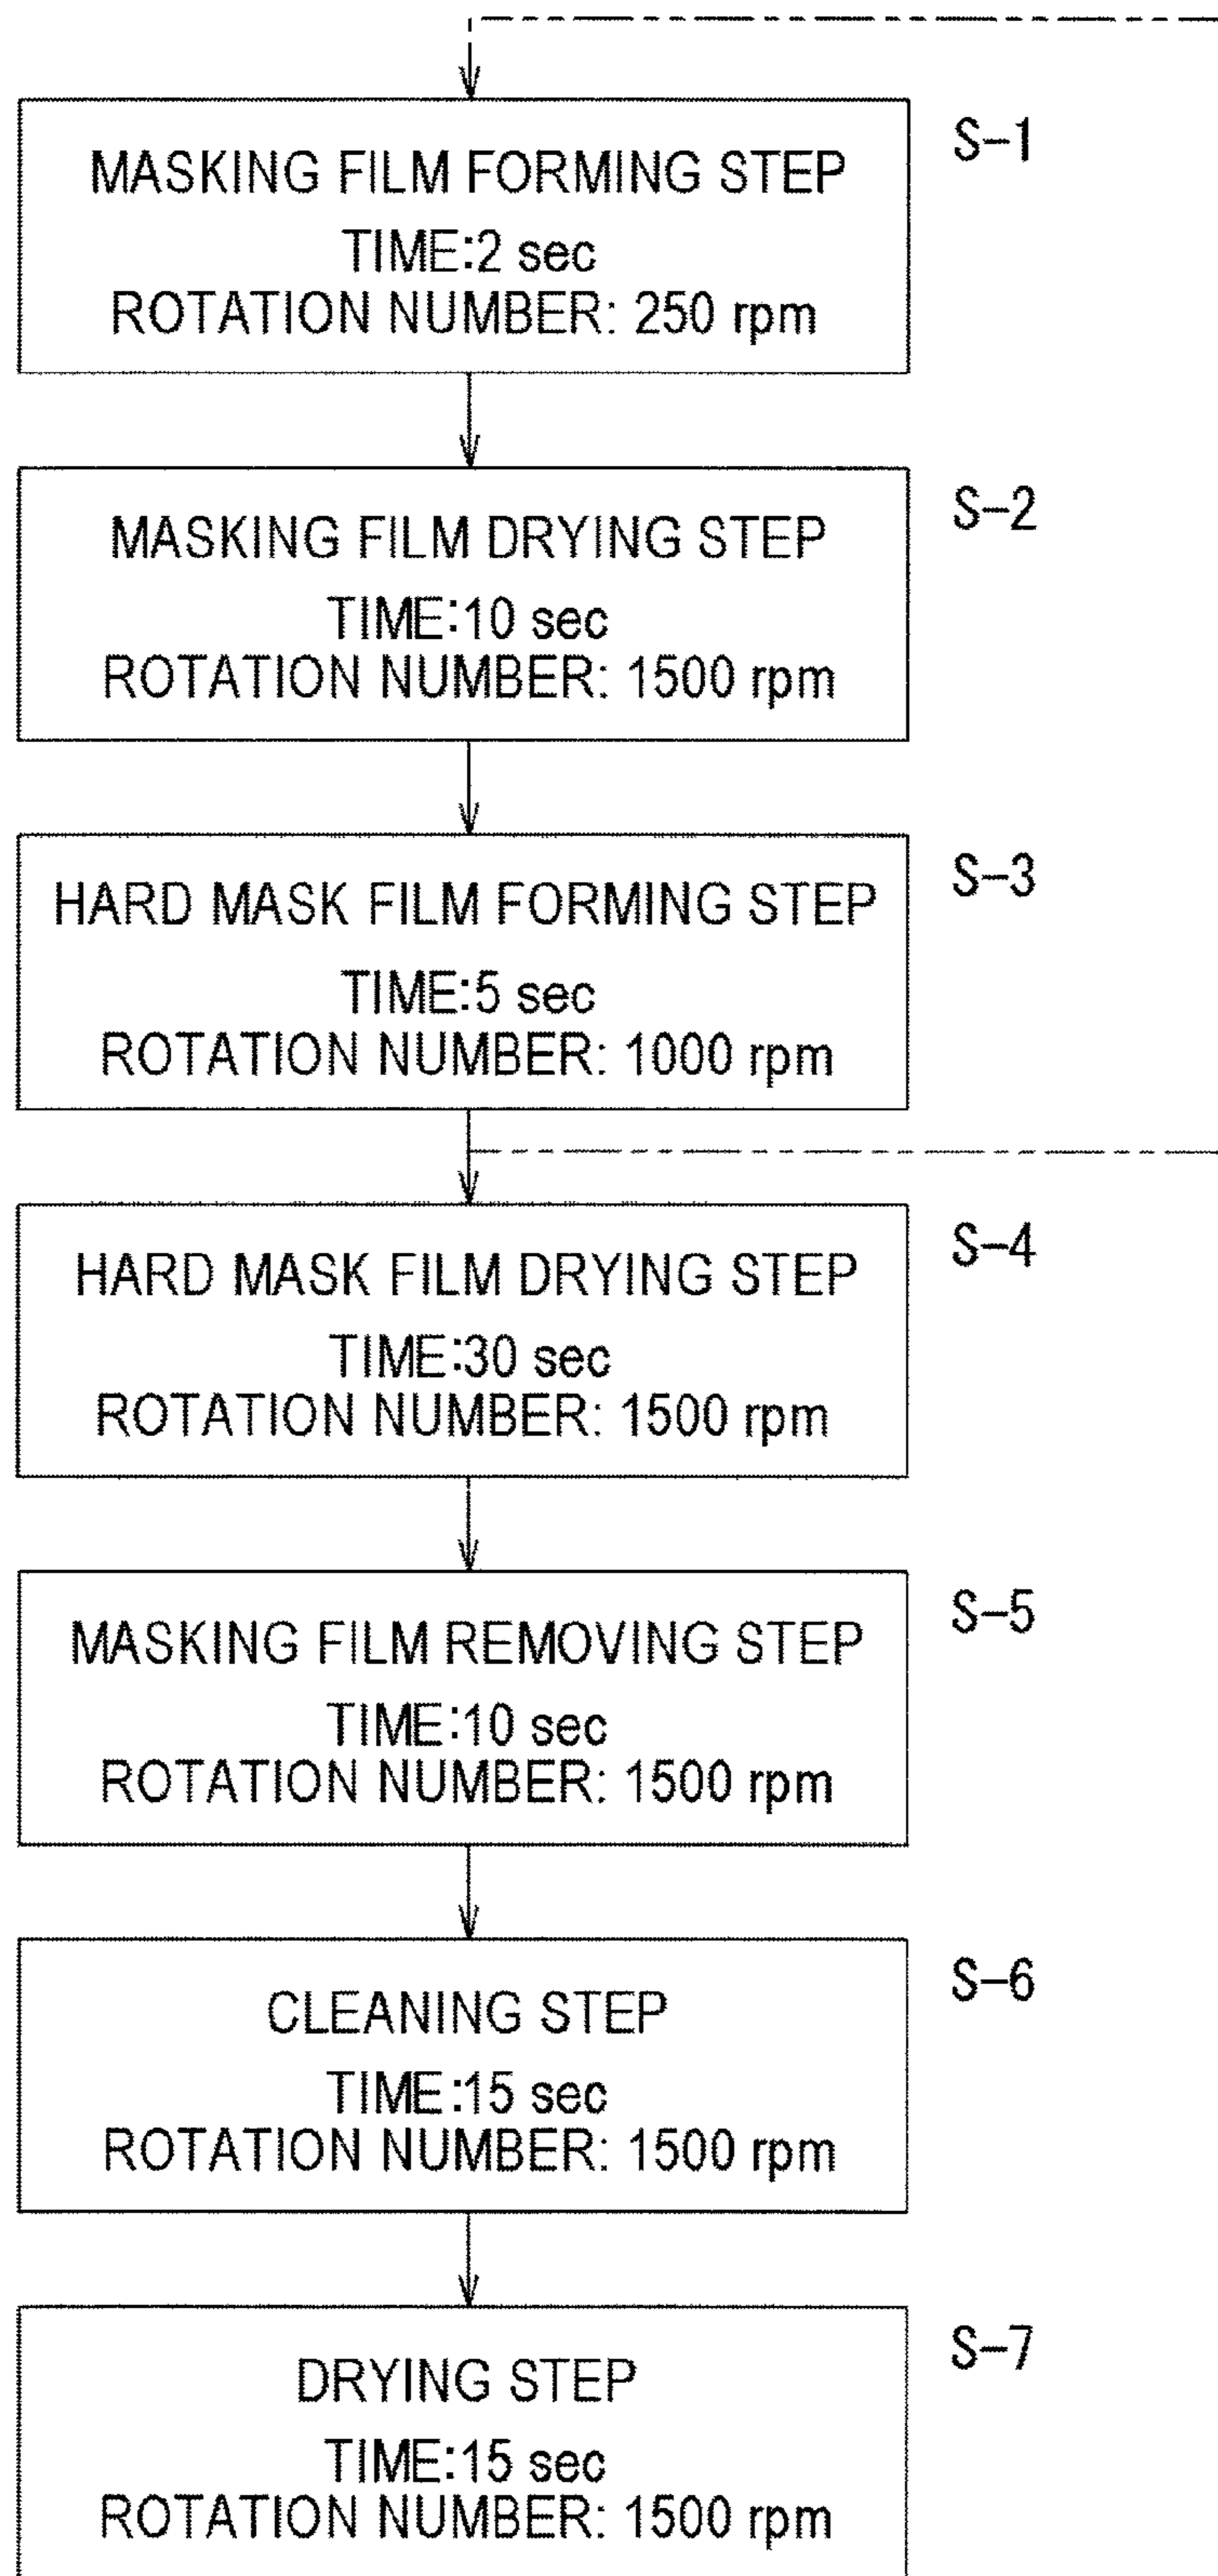 S-1
MASKING FILM FORMING STEP
TIME:2 sec
ROTATION NUMBER: 250 rpm
S-2
MASKING FILM DRYING STEP
TIME:10 sec
ROTATION NUMBER: 1500 rpm
S-3
HARD MASK FILM FORMING STEP
TIME:5 sec
ROTATION NUMBER: 1000 rpm
S-4
HARD MASK FILM DRYING STEP
TIME:30 sec
ROTATION NUMBER: 1500 rpm
S-5
MASKING FILM REMOVING STEP
TIME:10 sec
ROTATION NUMBER: 1500 rpm
S-6
CLEANING STEP
TIME:15 sec
ROTATION NUMBER: 1500 rpm
S-7
DRYING STEP
TIME:15 sec
ROTATION NUMBER: 1500 rpm